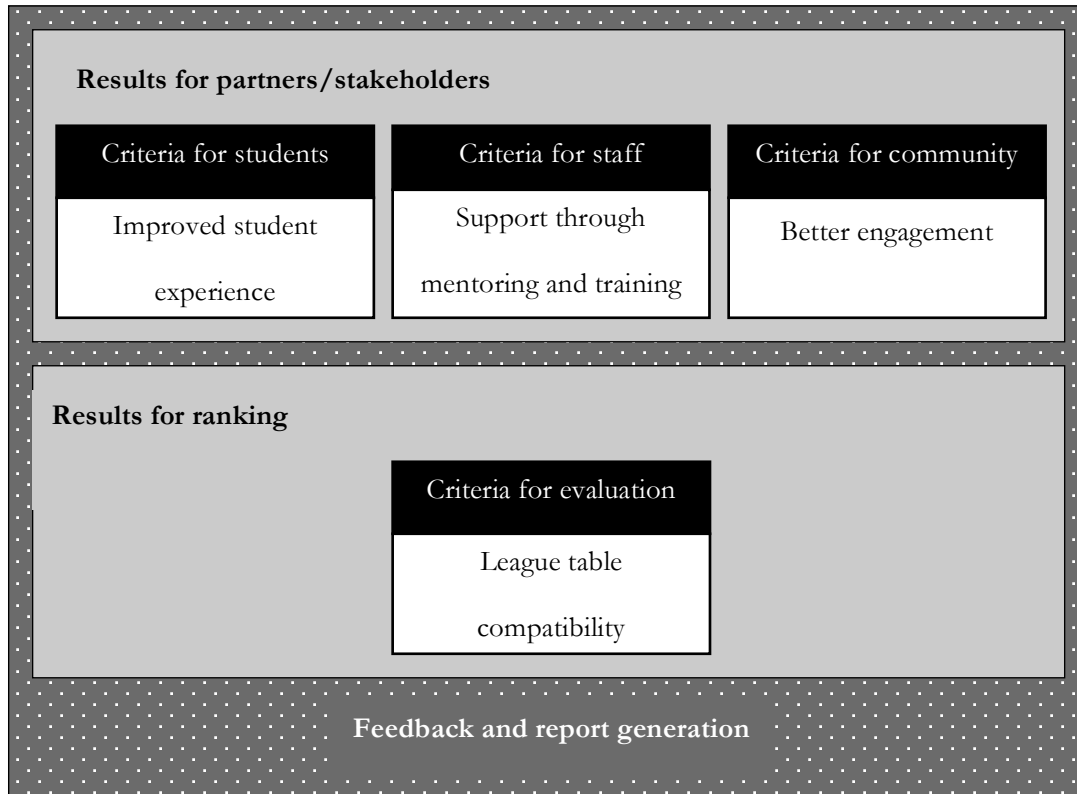 Results for partners/stakeholders
Criteria for students
Improved student
experience
Criteria for staff
Support through
mentoring and training
Criteria for community
Better engagement
Results for ranking
Criteria for evaluation
League table
compatibility
Feedback and report generation